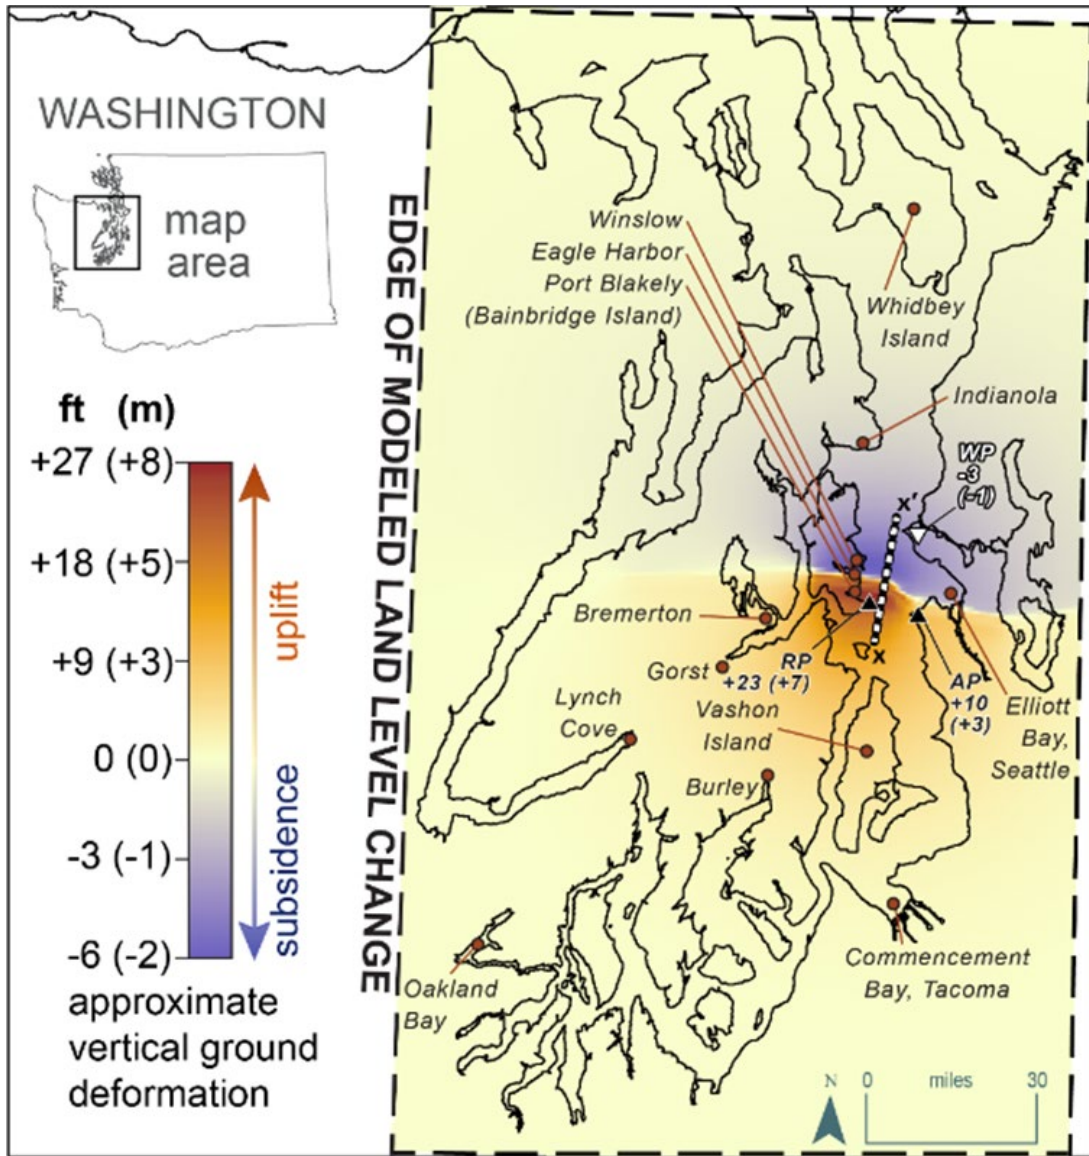 WASHINGTON
map
area
EDGE OF MODELED LAND LEVEL CHANGE
Winslow
Eagle Harbor
Port Blakely
(Bainbridge Island)
Whidbey
Island
Indianola
WP
-3
(-1)
X'
X
Bremerton
Gorst
RP
+23 (+7)
AP
+10
(+3)
Elliott
Bay,
Seattle
Lynch
Cove
Vashon
Island
Burley
Oakland
Bay
Commencement
Bay, Tacoma
ft (m)
+27 (+8)
+18 (+5)
+9 (+3)
0 (0)
-3 (-1)
-6 (-2)
uplift
subsidence
approximate
vertical ground
deformation
N 0 miles 30